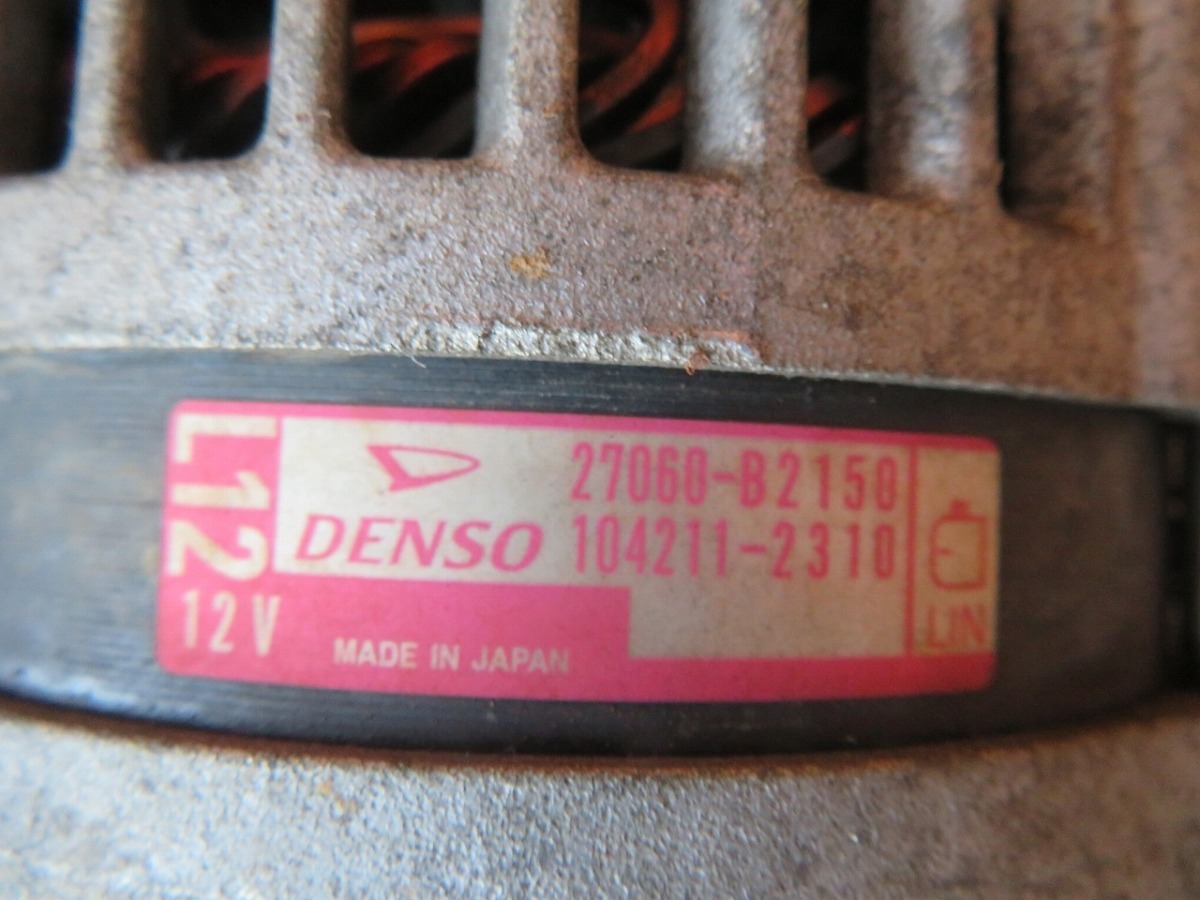 L12
27060-B2150
DENSO 104211-2310
12V
MADE IN JAPAN
LIN